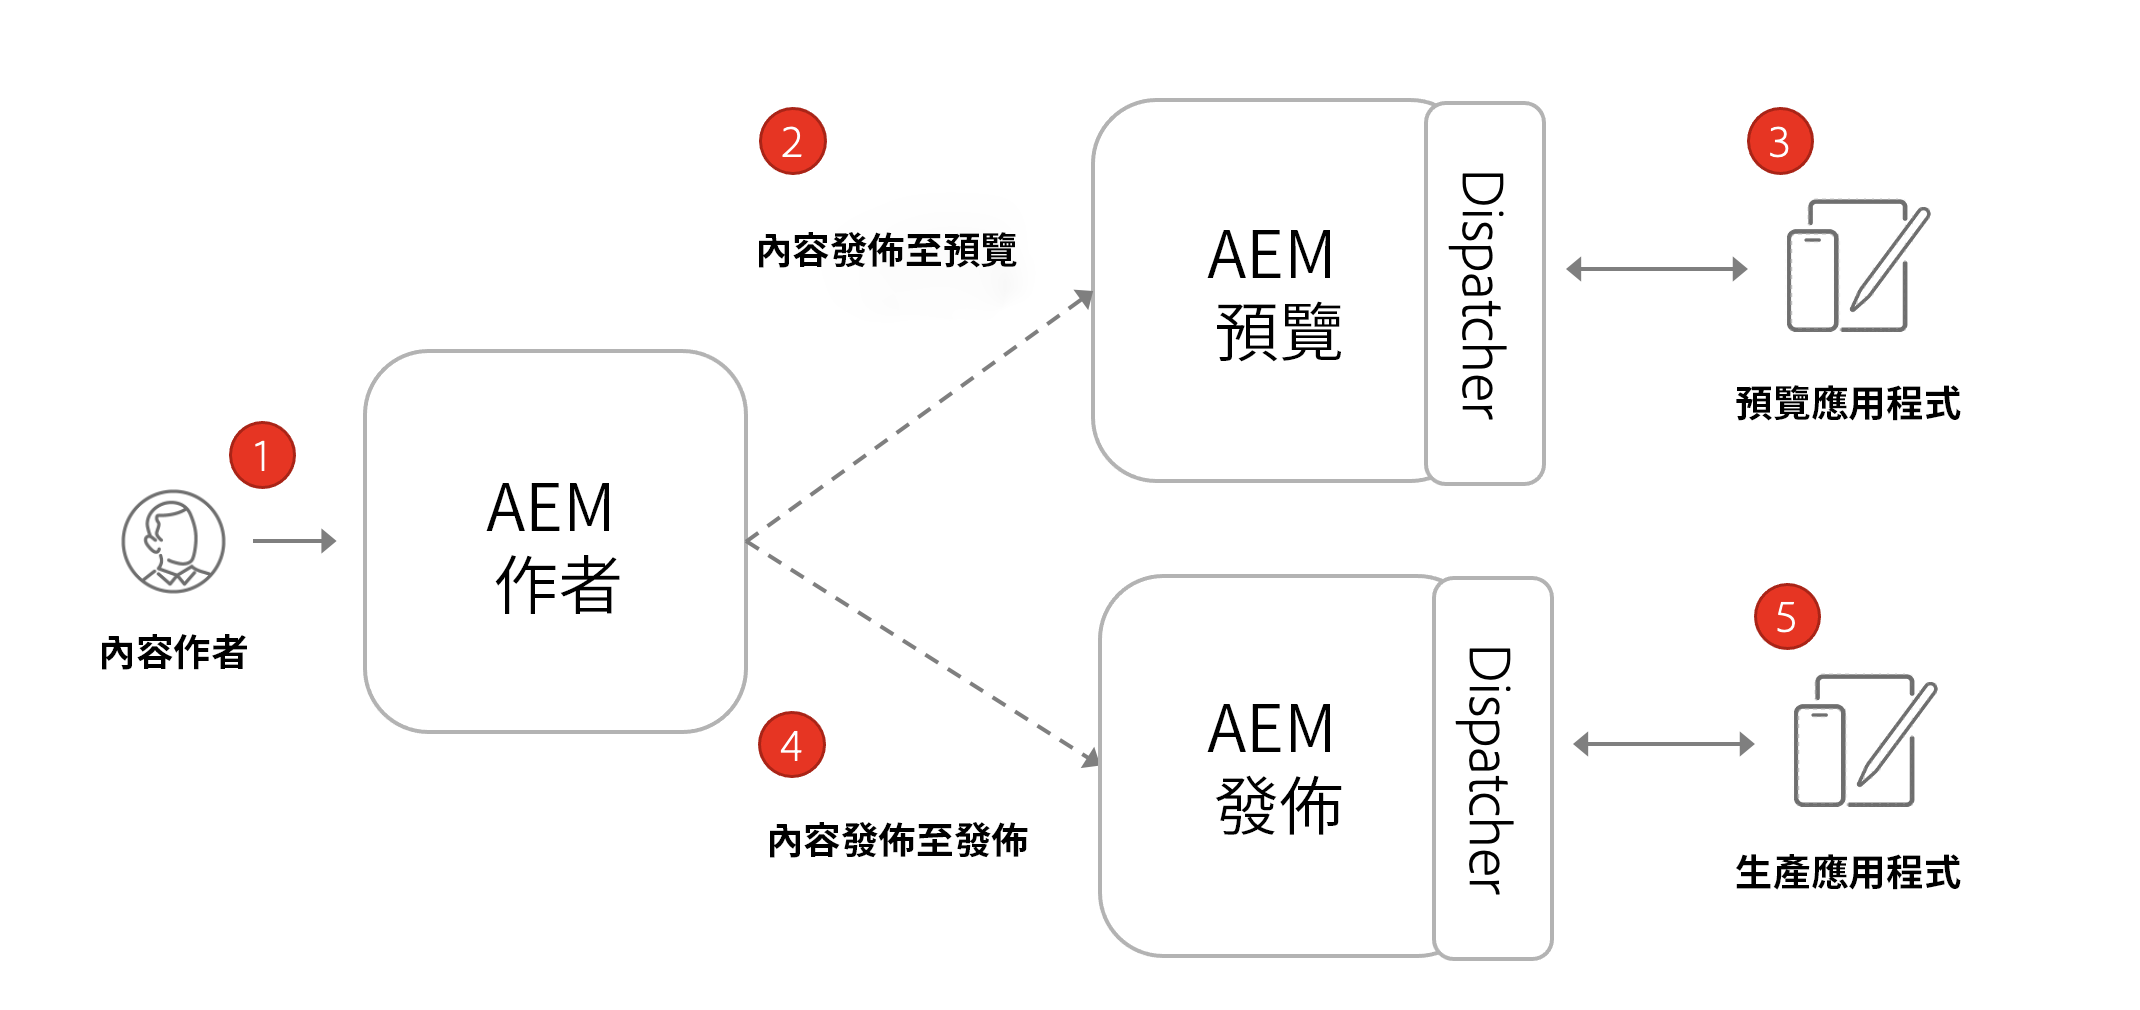 1
內容作者
AEM
作者
2
內容發佈至預覽
AEM
預覽
Dispatcher
3
預覽應用程式
4
內容發佈至發佈
AEM
發佈
Dispatcher
5
生產應用程式